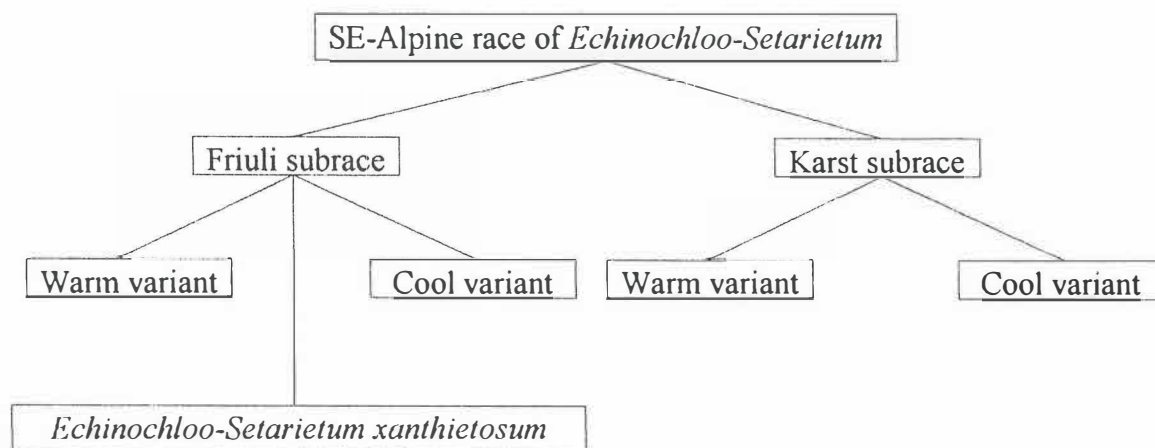 SE-Alpine race of Echinochloo-Setarietum
Friuli subrace
Karst subrace
Warm variant
Cool variant
Warm variant
Cool variant
Echinochloo-Setarietum xanthietosum